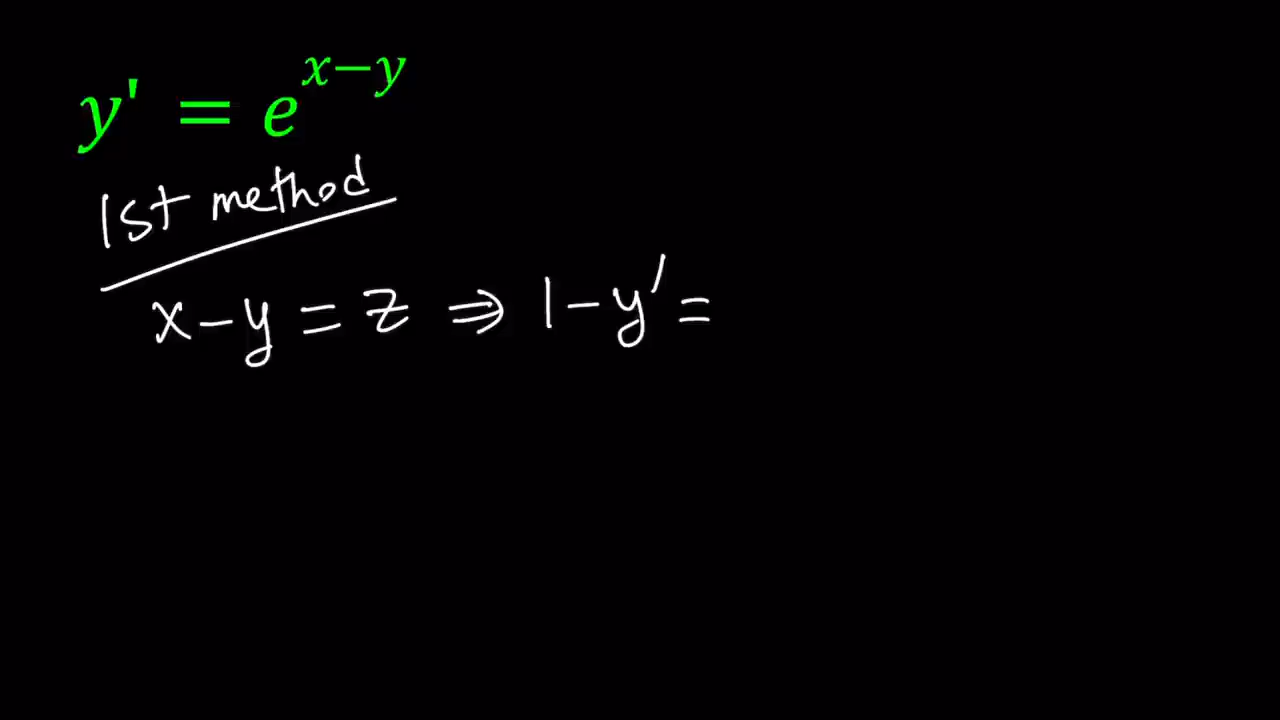 y' = e^{x-y}
1st method
x - y = z ⇒ 1 - y' =